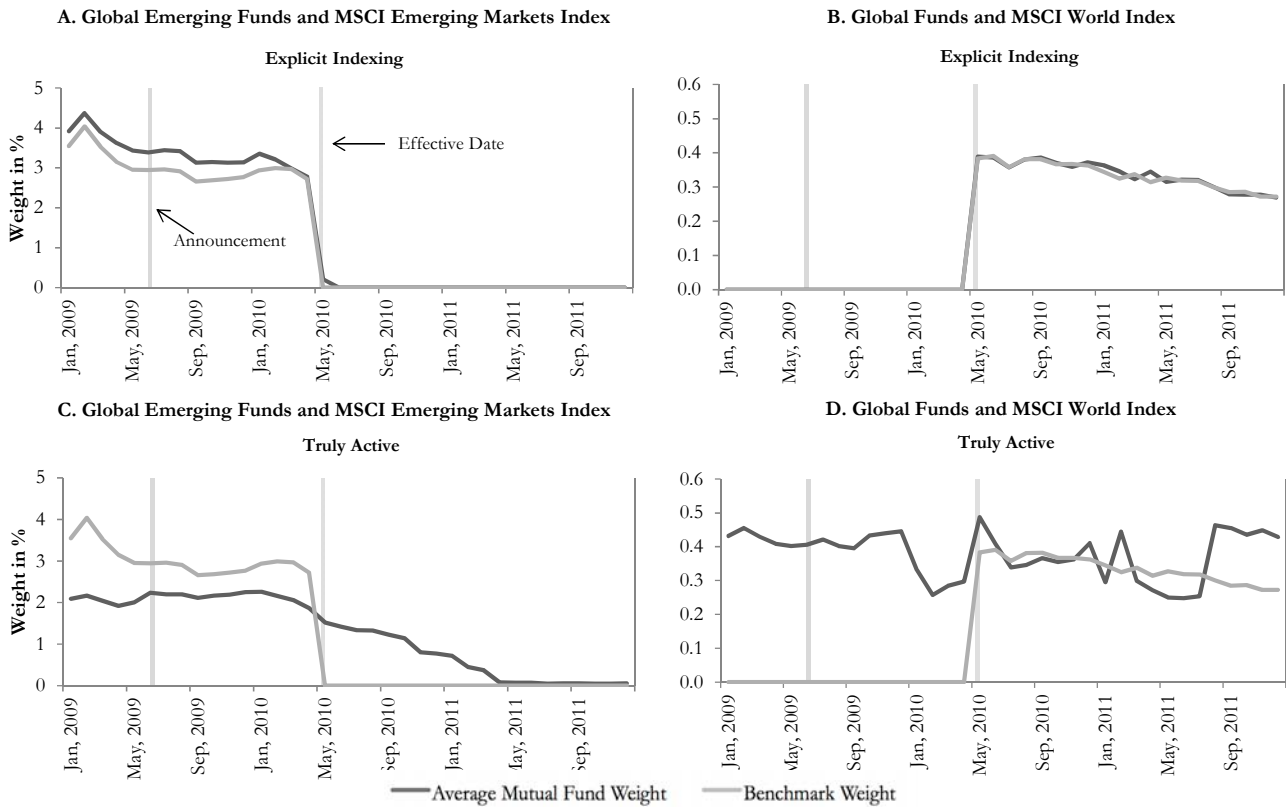 A. Global Emerging Funds and MSCI Emerging Markets Index
Explicit Indexing
Weight in %
5
4
3
2
1
0
Effective Date
Announcement
Jan, 2009
May, 2009
Sep, 2009
Jan, 2010
May, 2010
Sep, 2010
Jan, 2011
May, 2011
Sep, 2011
B. Global Funds and MSCI World Index
Explicit Indexing
0.6
0.5
0.4
0.3
0.2
0.1
0.0
Jan, 2009
May, 2009
Sep, 2009
Jan, 2010
May, 2010
Sep, 2010
Jan, 2011
May, 2011
Sep, 2011
C. Global Emerging Funds and MSCI Emerging Markets Index
Truly Active
Weight in %
5
4
3
2
1
0
Jan, 2009
May, 2009
Sep, 2009
Jan, 2010
May, 2010
Sep, 2010
Jan, 2011
May, 2011
Sep, 2011
D. Global Funds and MSCI World Index
Truly Active
0.6
0.5
0.4
0.3
0.2
0.1
0.0
Jan, 2009
May, 2009
Sep, 2009
Jan, 2010
May, 2010
Sep, 2010
Jan, 2011
May, 2011
Sep, 2011
Average Mutual Fund Weight
Benchmark Weight